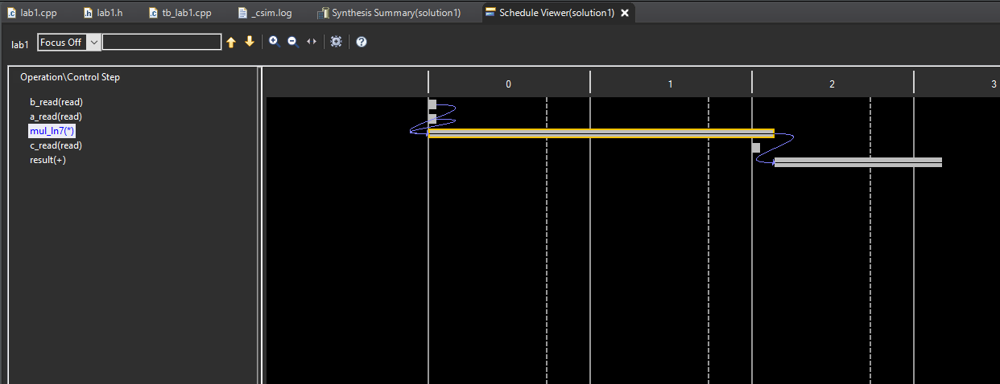 lab1.cpp lab1.h tb_lab1.cpp _csim.log Synthesis Summary(solution1) Schedule Viewer(solution1)
lab1 Focus Off
Operation\Control Step 0 1 2 3
b_read(read)
a_read(read)
mul_ln7(*)
c_read(read)
result(+)